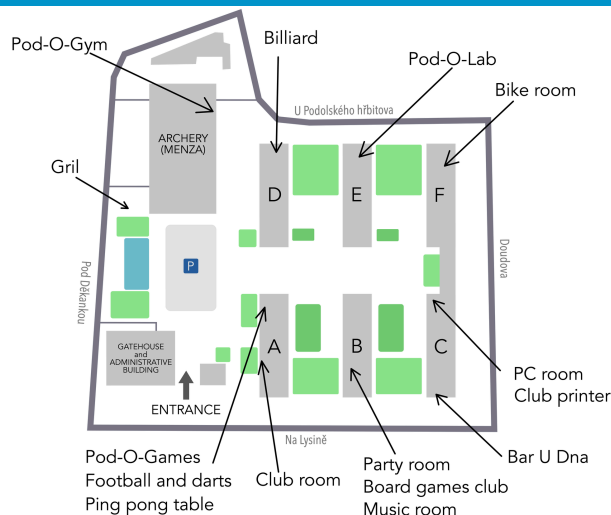 Billiard
Pod-O-Gym
Pod-O-Lab
Bike room
U Podolského hřbitova
ARCHERY
(MENZA)
Gril
D
E
F
Doudova
P
Pod Děkankou
A
B
C
GATEHOUSE
and
ADMINISTRATIVE
BUILDING
PC room
Club printer
ENTRANCE
Na Lysině
Pod-O-Games
Football and darts
Ping pong table
Club room
Party room
Board games club
Music room
Bar U Dna